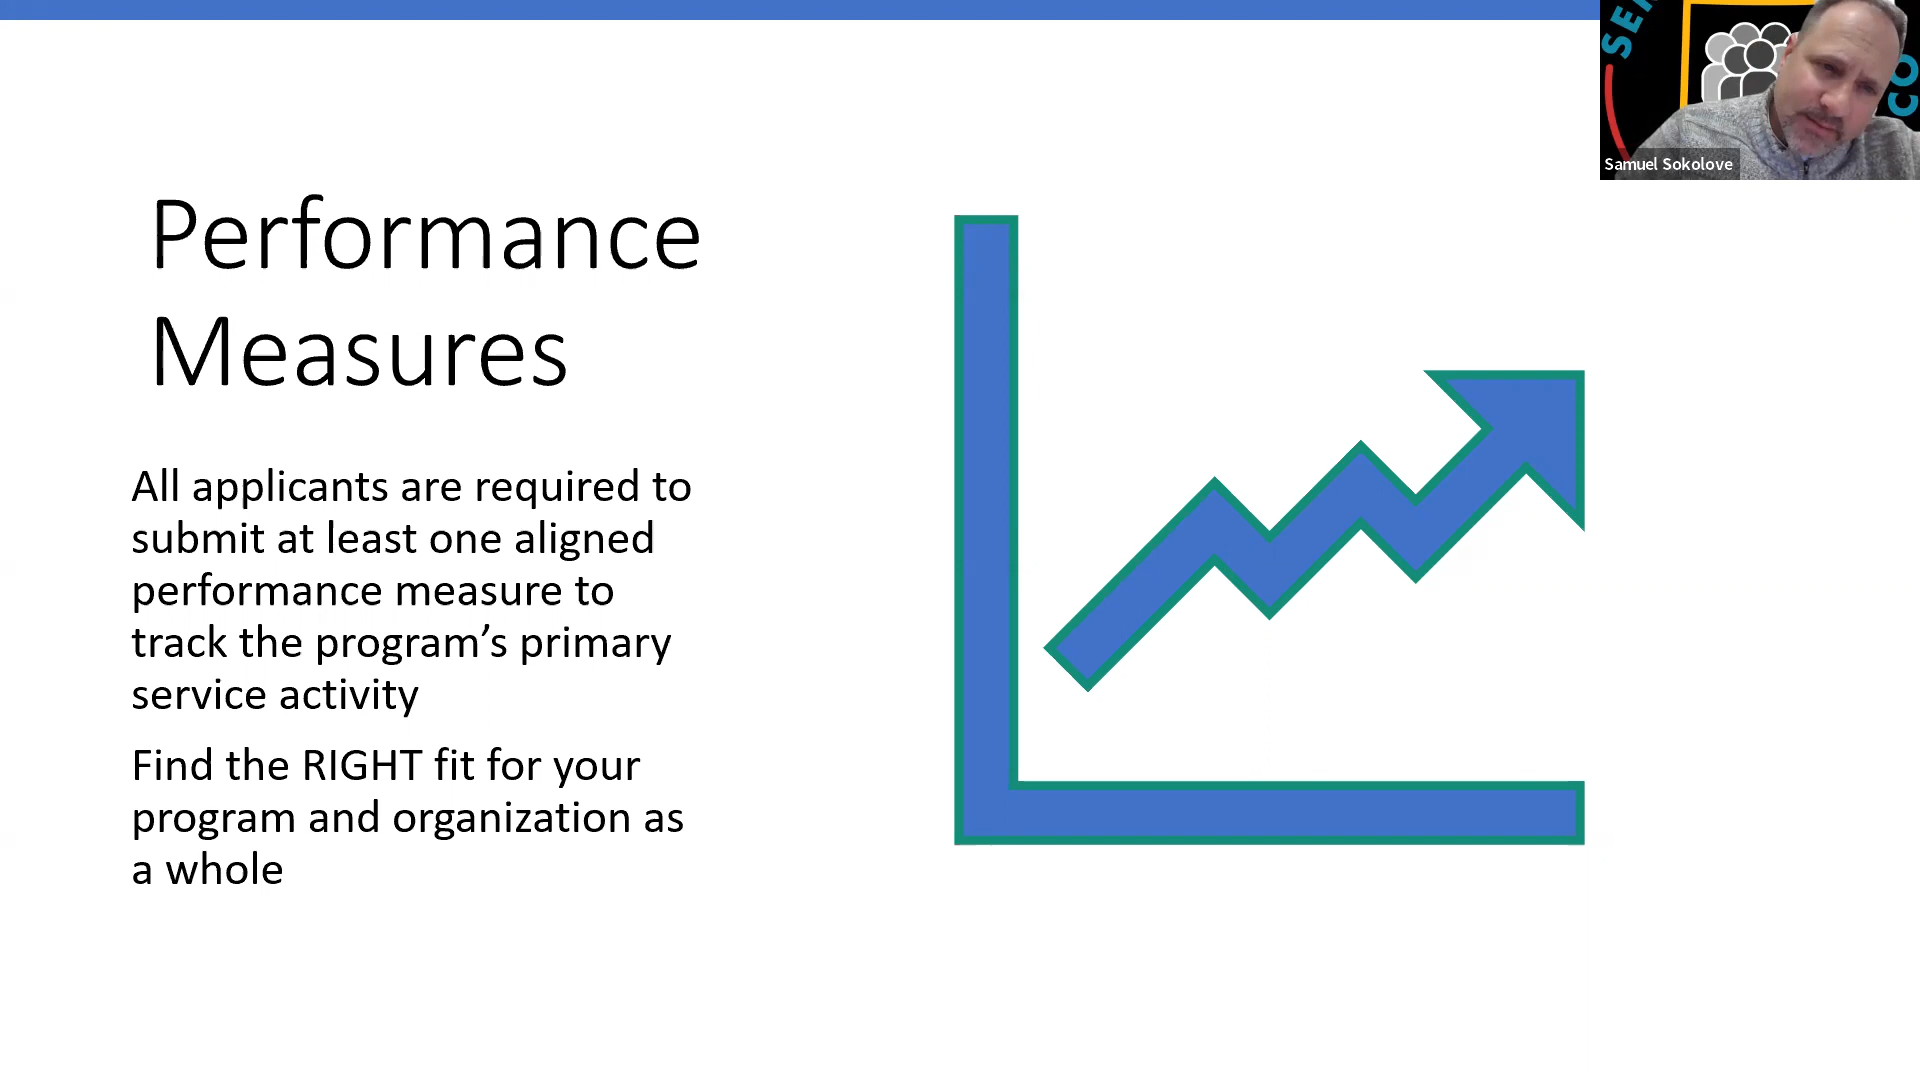 Performance
Measures
All applicants are required to
submit at least one aligned
performance measure to
track the program’s primary
service activity
Find the RIGHT fit for your
program and organization as
a whole
Samuel Sokolove